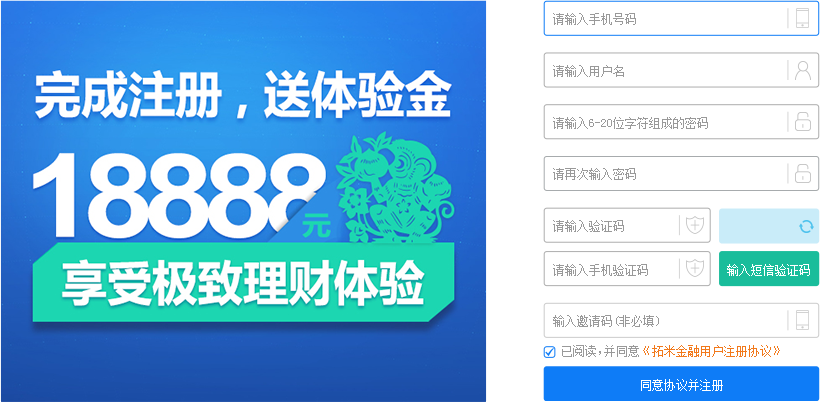 完成注册，送体验金
18888元
享受极致理财体验
请输入手机号码
请输入用户名
请输入6-20位字符组成的密码
请再次输入密码
请输入验证码
请输入手机验证码
输入短信验证码
输入邀请码(非必填)
已阅读,并同意《拓米金融用户注册协议》
同意协议并注册